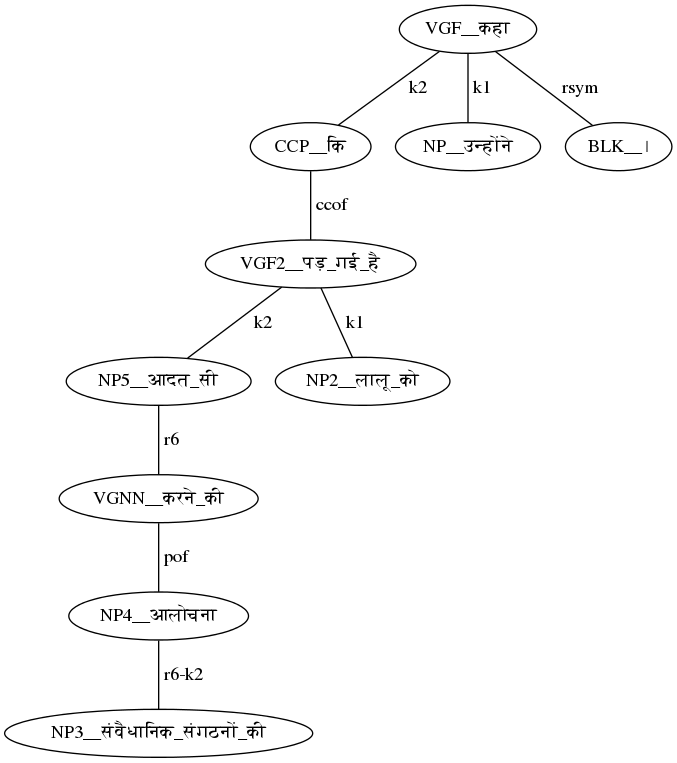 VGF__कहा
k2 k1 rsym
CCP__कि NP__उन्होंने BLK__।
ccof
VGF2__पड़_गई_है
k2 k1
NP5__आदत_सी NP2__लालू_को
r6
VGNN__करने_की
pof
NP4__आलोचना
r6-k2
NP3__संवैधानिक_संगठनों_की